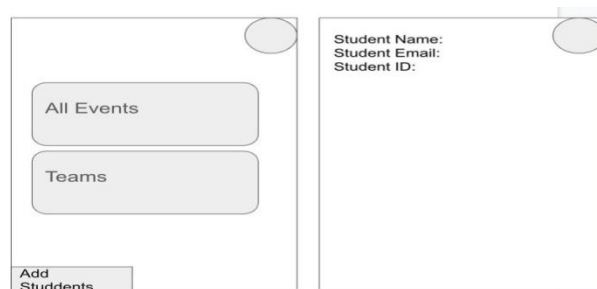 All Events
Teams
Add
Studdents
Student Name:
Student Email:
Student ID: